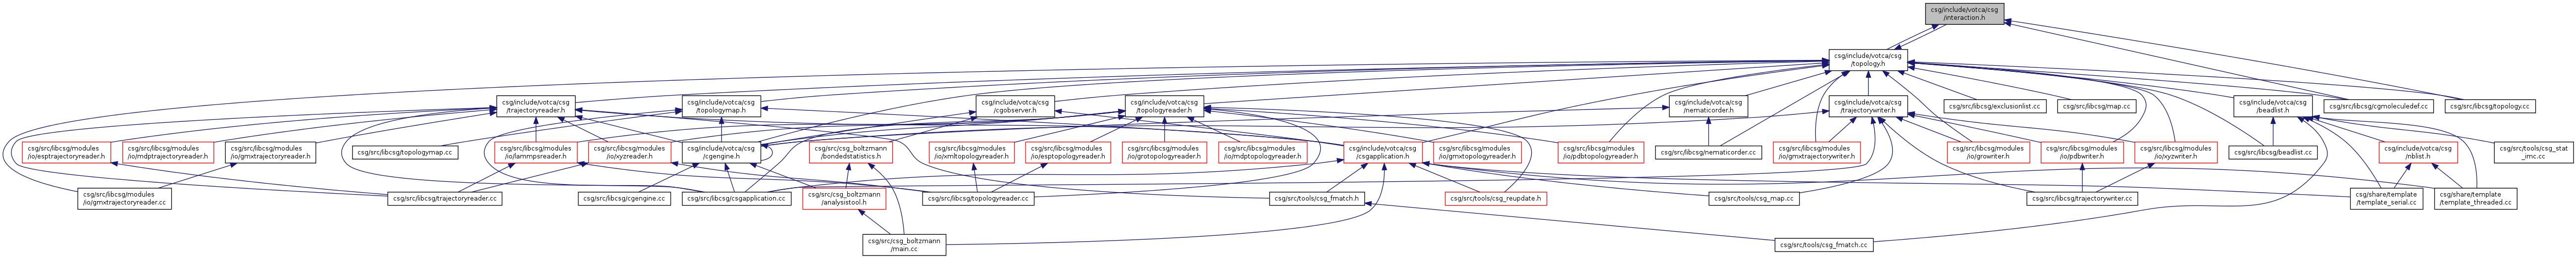 csg/include/votca/csg
/interaction.h
csg/include/votca/csg
/topology.h
csg/include/votca/csg
/trajectoryreader.h
csg/include/votca/csg
/topologymap.h
csg/include/votca/csg
/cgobserver.h
csg/include/votca/csg
/topologyreader.h
csg/include/votca/csg
/nematicorder.h
csg/include/votca/csg
/trajectorywriter.h
csg/src/libcsg/exclusionlist.cc
csg/src/libcsg/map.cc
csg/include/votca/csg
/beadlist.h
csg/src/libcsg/cgmoleculedef.cc
csg/src/libcsg/topology.cc
csg/src/libcsg/modules
/io/esptrajectoryreader.h
csg/src/libcsg/modules
/io/mdptrajectoryreader.h
csg/src/libcsg/modules
/io/gmxtrajectoryreader.h
csg/src/libcsg/topologymap.cc
csg/src/libcsg/modules
/io/lammpsreader.h
csg/src/libcsg/modules
/io/xyzreader.h
csg/include/votca/csg
/cgengine.h
csg/src/csg_boltzmann
/bondedstatistics.h
csg/src/libcsg/modules
/io/xmltopologyreader.h
csg/src/libcsg/modules
/io/esptopologyreader.h
csg/src/libcsg/modules
/io/grotopologyreader.h
csg/src/libcsg/modules
/io/mdptopologyreader.h
csg/include/votca/csg
/csgapplication.h
csg/src/libcsg/modules
/io/gmxtopologyreader.h
csg/src/libcsg/modules
/io/pdbtopologyreader.h
csg/src/libcsg/nematicorder.cc
csg/src/libcsg/modules
/io/gmxtrajectorywriter.h
csg/src/libcsg/modules
/io/growriter.h
csg/src/libcsg/modules
/io/pdbwriter.h
csg/src/libcsg/modules
/io/xyzwriter.h
csg/src/libcsg/beadlist.cc
csg/include/votca/csg
/nblist.h
csg/src/tools/csg_stat
_imc.cc
csg/src/libcsg/modules
/io/gmxtrajectoryreader.cc
csg/src/libcsg/trajectoryreader.cc
csg/src/libcsg/cgengine.cc
csg/src/libcsg/csgapplication.cc
csg/src/csg_boltzmann
/analysistool.h
csg/src/libcsg/topologyreader.cc
csg/src/tools/csg_fmatch.h
csg/src/tools/csg_reupdate.h
csg/src/tools/csg_map.cc
csg/src/libcsg/trajectorywriter.cc
csg/share/template
/template_serial.cc
csg/share/template
/template_threaded.cc
csg/src/csg_boltzmann
/main.cc
csg/src/tools/csg_fmatch.cc